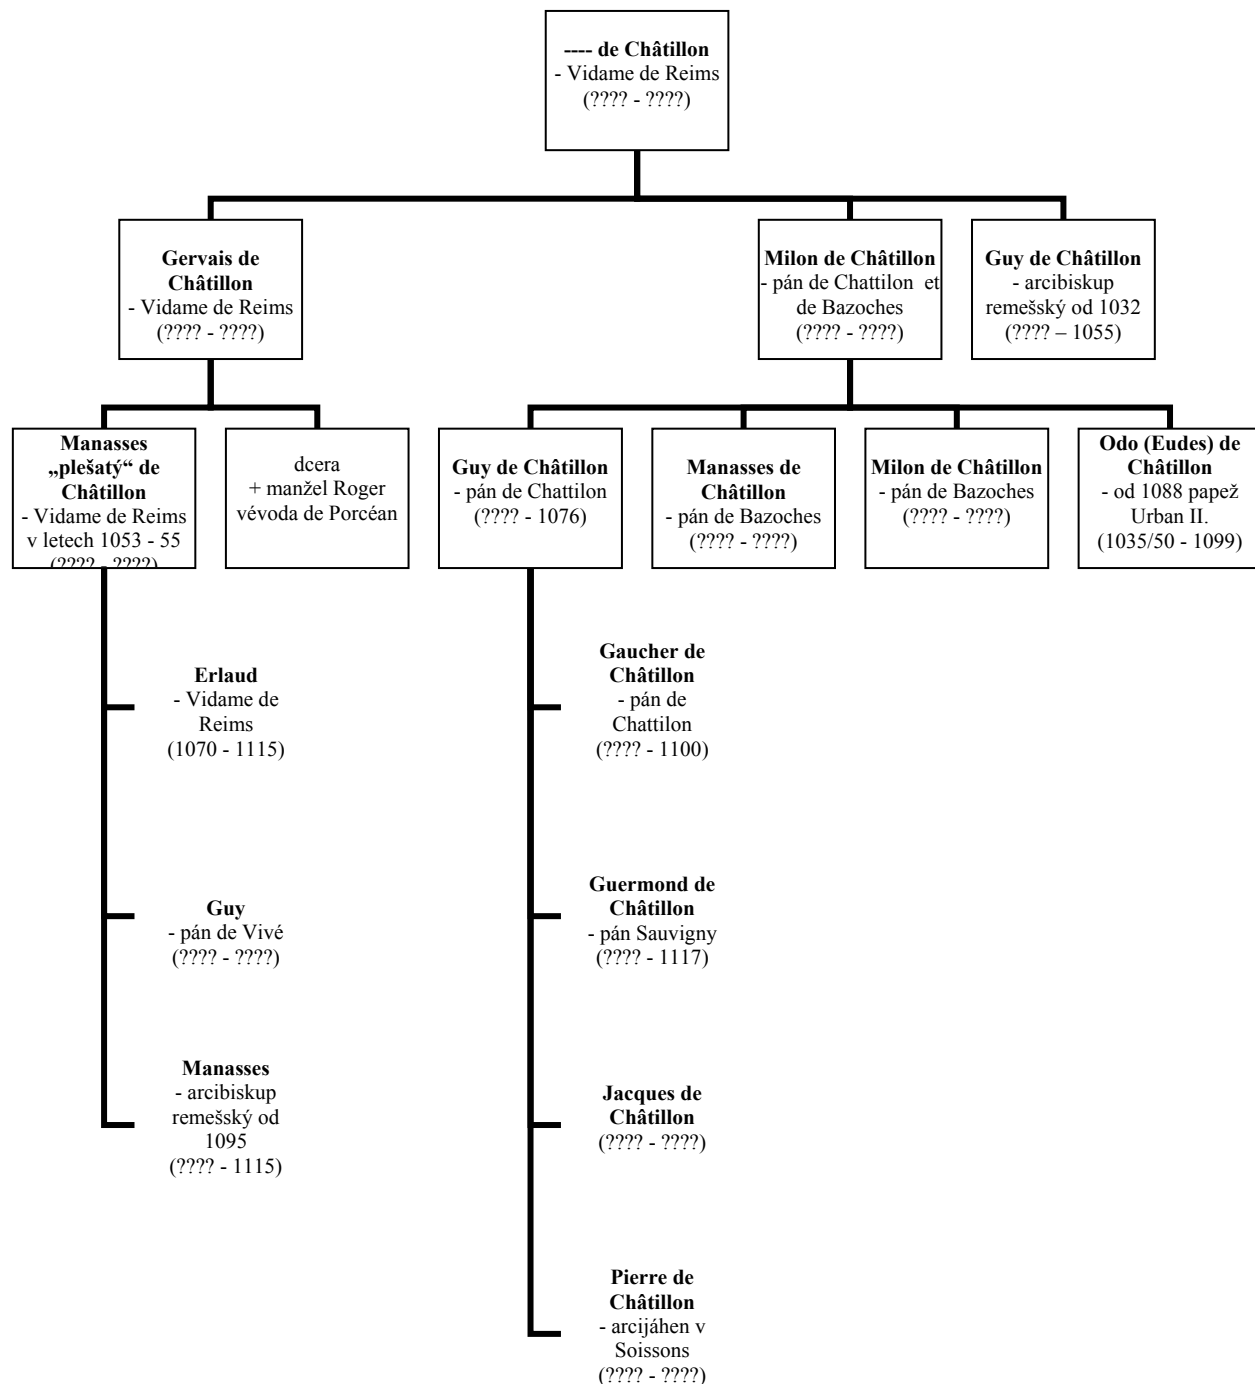 ---- de Châtillon
- Vidame de Reims
(???? - ????)
Gervais de
Châtillon
- Vidame de Reims
(???? - ????)
Milon de Châtillon
- pán de Chattilon et
de Bazoches
(???? - ????)
Guy de Châtillon
- arcibiskup
remešský od 1032
(???? – 1055)
Manasses
„plešatý“ de
Châtillon
- Vidame de Reims
v letech 1053 - 55
(???? - ????)
dcera
+ manžel Roger
vévoda de Porcéan
Guy de Châtillon
- pán de Chattilon
(???? - 1076)
Manasses de
Châtillon
- pán de Bazoches
(???? - ????)
Milon de Châtillon
- pán de Bazoches
(???? - ????)
Odo (Eudes) de
Châtillon
- od 1088 papež
Urban II.
(1035/50 - 1099)
Erlaud
- Vidame de
Reims
(1070 - 1115)
Guy
- pán de Vivé
(???? - ????)
Manasses
- arcibiskup
remešský od
1095
(???? - 1115)
Gaucher de
Châtillon
- pán de
Chattilon
(???? - 1100)
Guermond de
Châtillon
- pán Sauvigny
(???? - 1117)
Jacques de
Châtillon
(???? - ????)
Pierre de
Châtillon
- arcijáhen v
Soissons
(???? - ????)